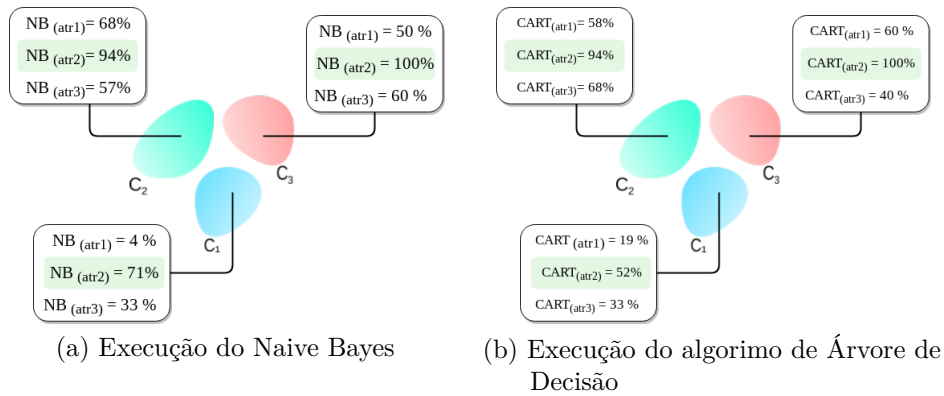 NB (atr1)= 68%
NB (atr2)= 94%
NB (atr3)= 57%
NB (atr1) = 50 %
NB (atr2) = 100%
NB (atr3) = 60 %
C₂
C₃
C₁
NB (atr1) = 4 %
NB (atr2) = 71%
NB (atr3) = 33 %
(a) Execução do Naive Bayes
CART(atr1)= 58%
CART(atr2)= 94%
CART(atr3)= 68%
CART(atr1) = 60 %
CART(atr2) = 100%
CART(atr3) = 40 %
C₂
C₃
C₁
CART (atr1) = 19 %
CART(atr2) = 52%
CART(atr3) = 33 %
(b) Execução do algorimo de Árvore de
Decisão